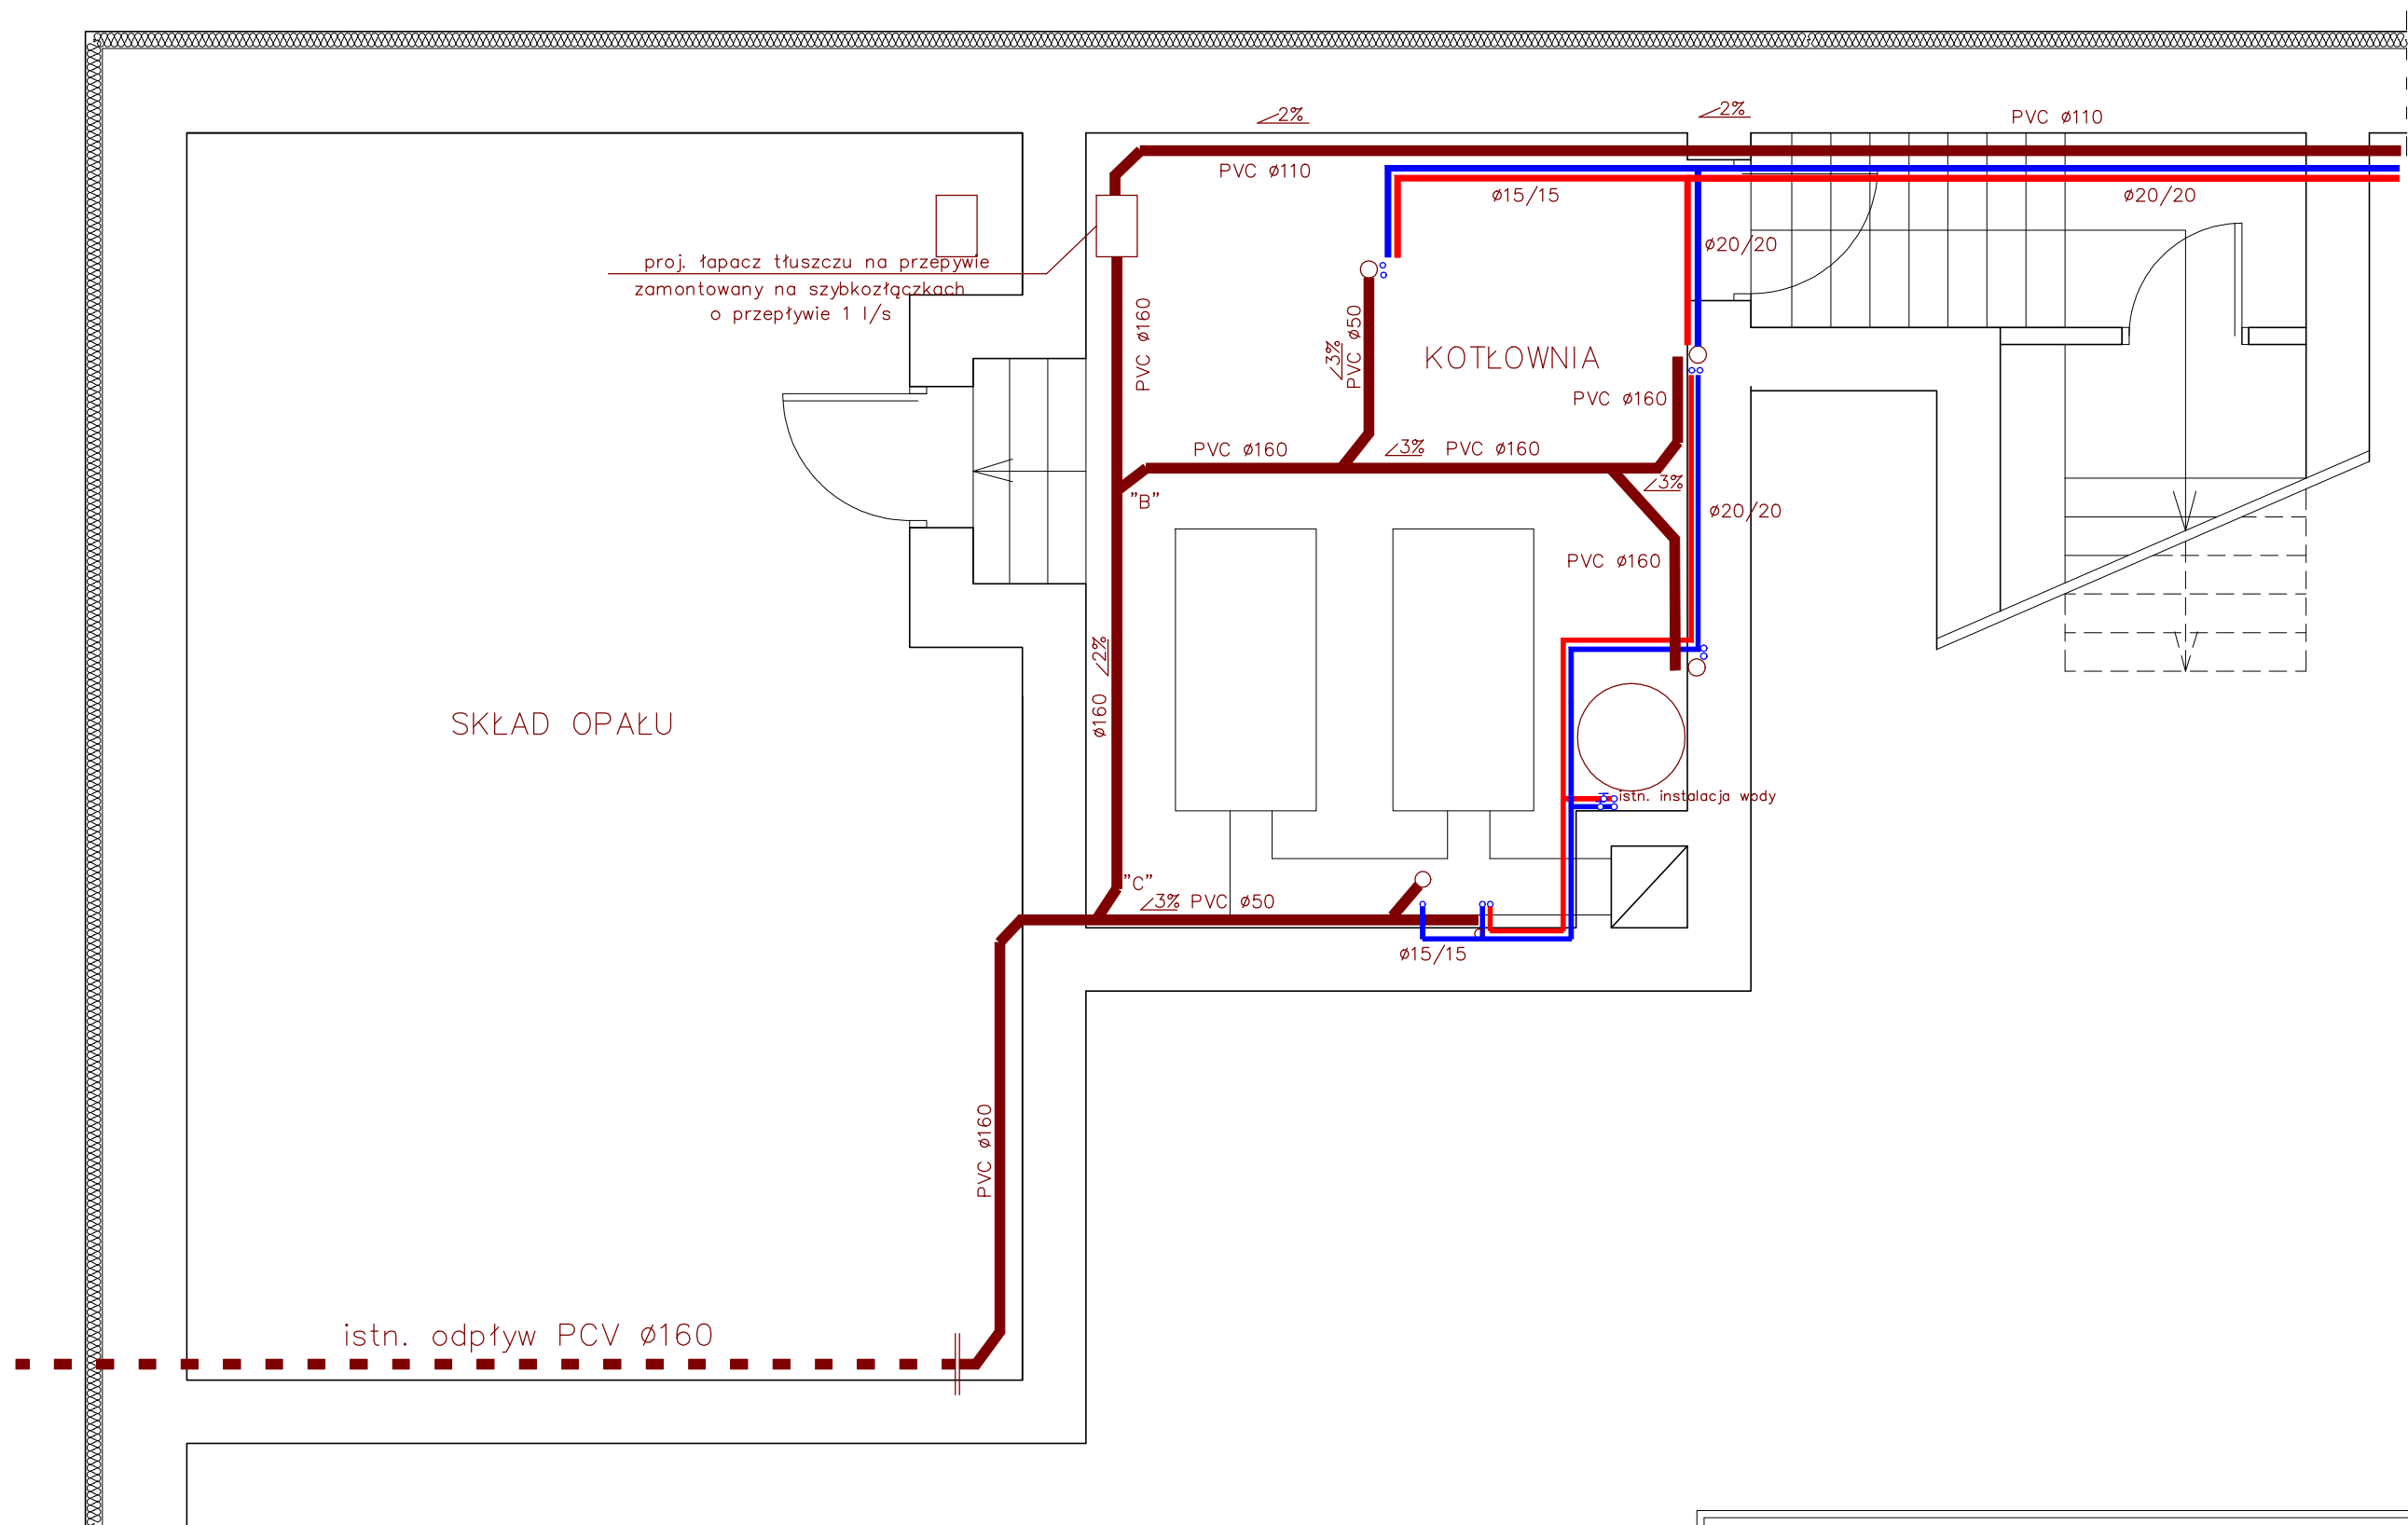 2%
2%
PVC ø110
PVC ø110
ø15/15
ø20/20
ø20/20
proj. łapacz tłuszczu na przepywie
zamontowany na szybkozłączkach
o przepływie 1 l/s
PVC ø160
3%
PVC ø50
KOTŁOWNIA
PVC ø160
PVC ø160
3%
PVC ø160
3%
"B"
ø20/20
PVC ø160
ø160
2%
SKŁAD OPAŁU
istn. instalacja wody
"C"
3% PVC ø50
ø15/15
PVC ø160
istn. odpływ PCV ø160